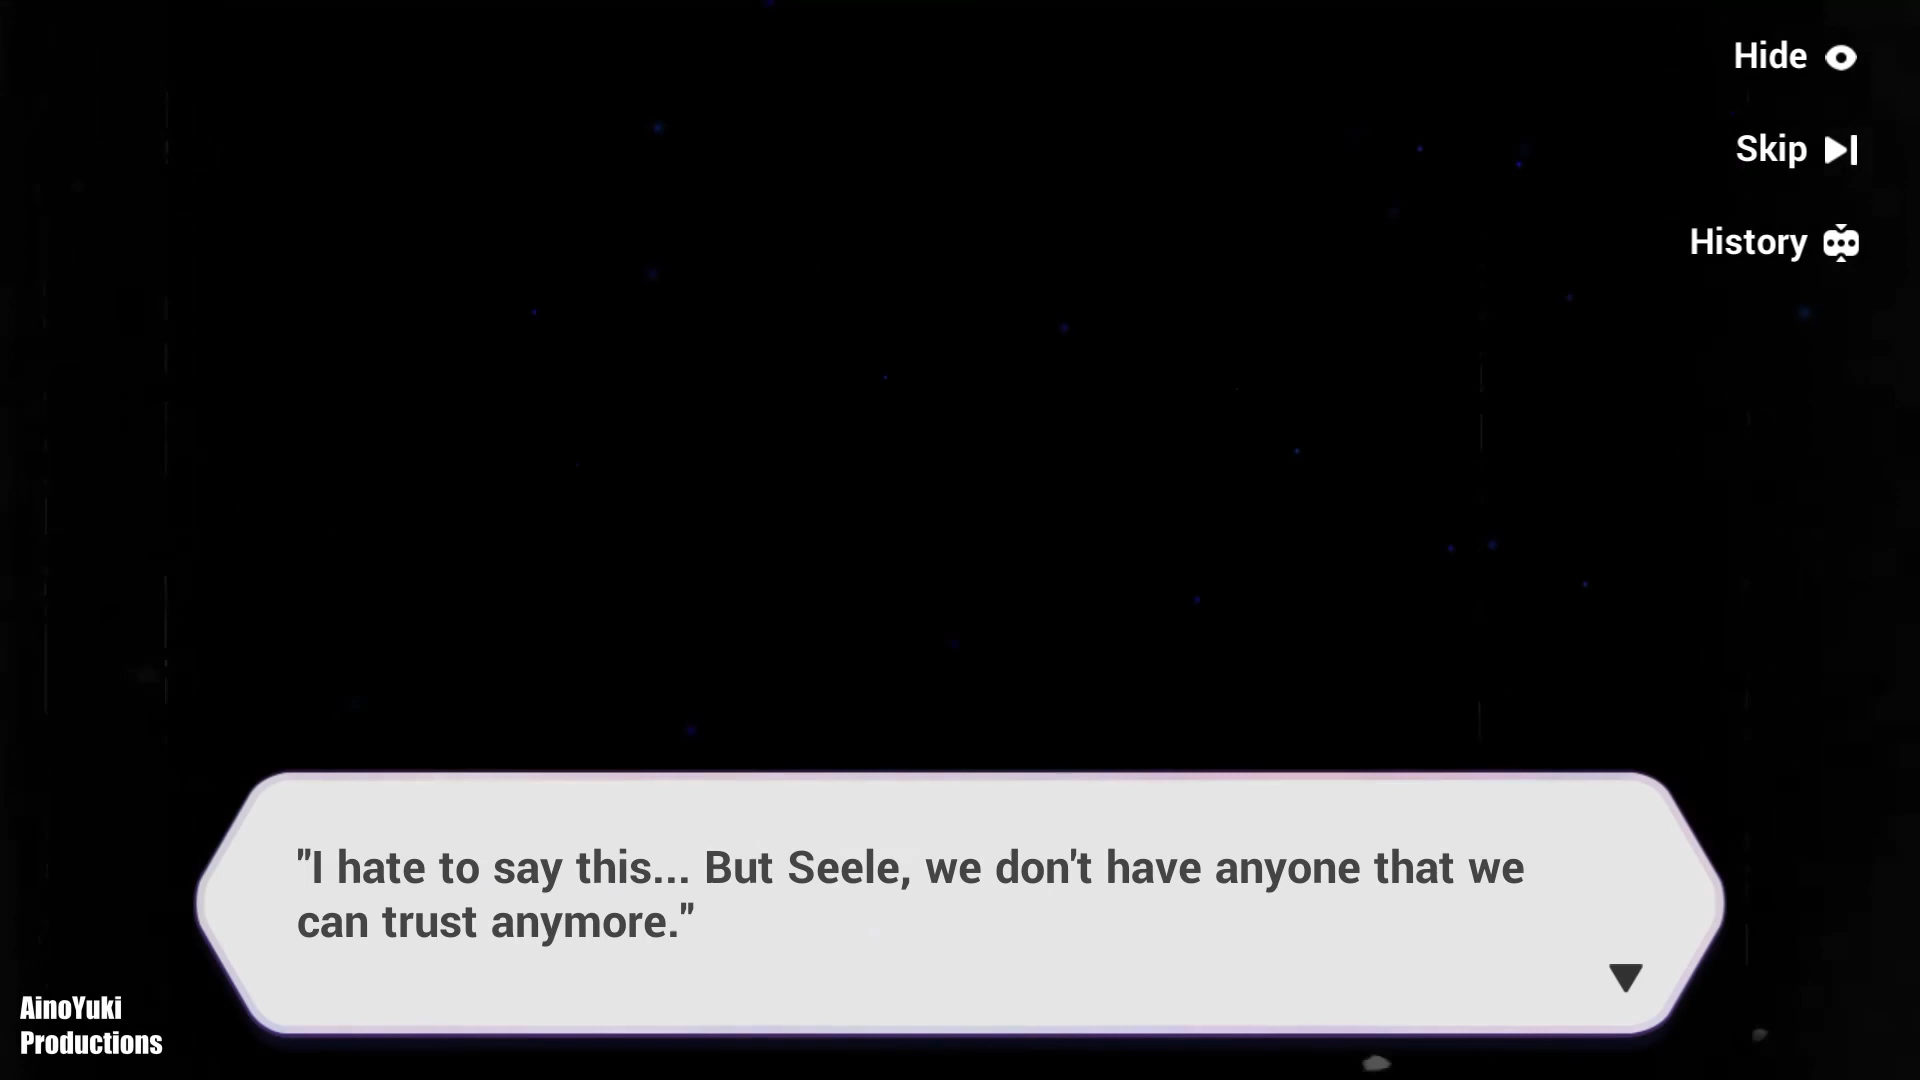 Hide
Skip
History
"I hate to say this... But Seele, we don't have anyone that we
can trust anymore."
AinoYuki
Productions